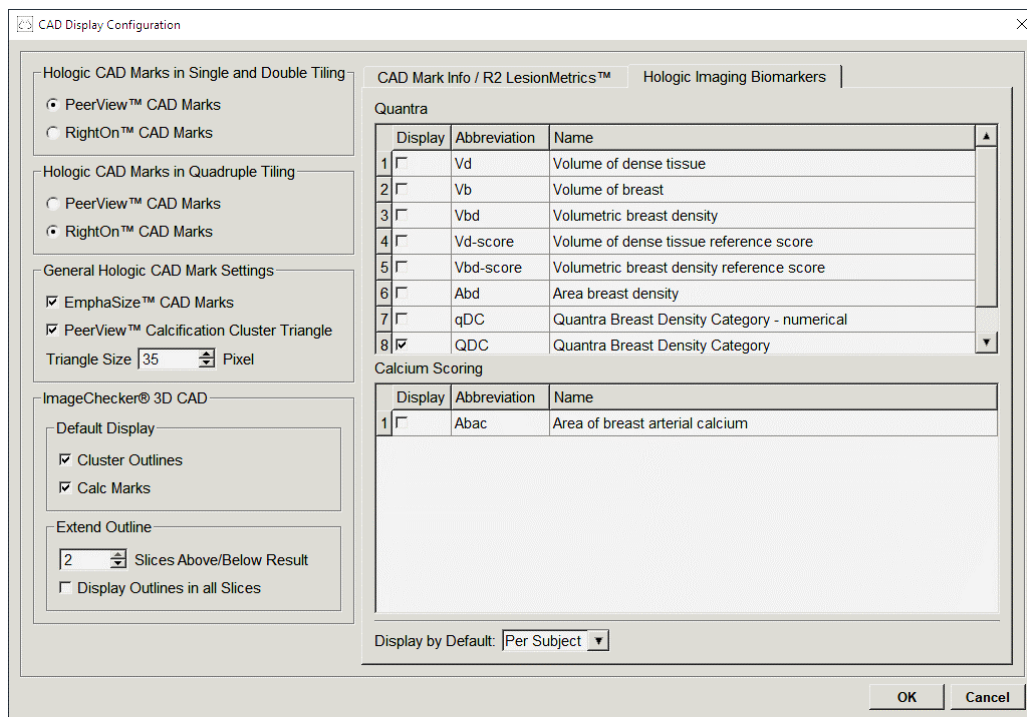 CAD Display Configuration
Hologic CAD Marks in Single and Double Tiling
PeerView™ CAD Marks
RightOn™ CAD Marks
Hologic CAD Marks in Quadruple Tiling
PeerView™ CAD Marks
RightOn™ CAD Marks
General Hologic CAD Mark Settings
EmphaSize™ CAD Marks
PeerView™ Calcification Cluster Triangle
Triangle Size 35 Pixel
ImageChecker® 3D CAD
Default Display
Cluster Outlines
Calc Marks
Extend Outline
2 Slices Above/Below Result
Display Outlines in all Slices
CAD Mark Info / R2 LesionMetrics™ Hologic Imaging Biomarkers
Quantra
Display Abbreviation Name
1 Vd Volume of dense tissue
2 Vb Volume of breast
3 Vbd Volumetric breast density
4 Vd-score Volume of dense tissue reference score
5 Vbd-score Volumetric breast density reference score
6 Abd Area breast density
7 qDC Quantra Breast Density Category - numerical
8 QDC Quantra Breast Density Category
Calcium Scoring
Display Abbreviation Name
1 Abac Area of breast arterial calcium
Display by Default: Per Subject
OK Cancel